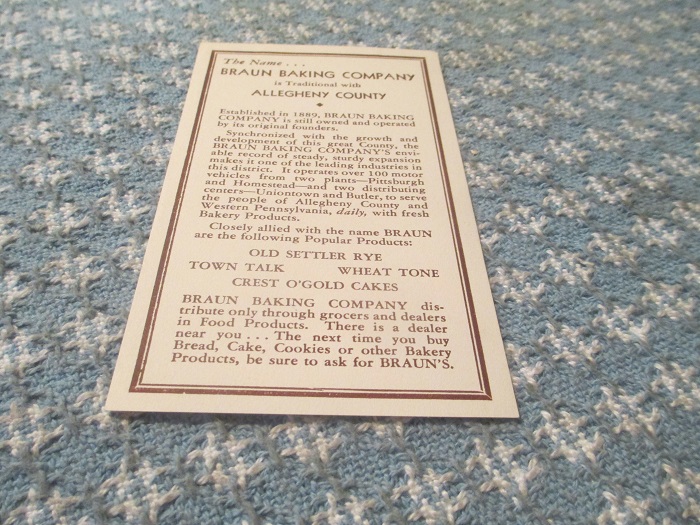 The Name...
BRAUN BAKING COMPANY
is Traditional with
ALLEGHENY COUNTY
Established in 1889, BRAUN BAKING
COMPANY is still owned and operated
by its original founders.
Synchronized with the growth and
development of this great County, the
BRAUN BAKING COMPANY'S envi-
able record of steady, sturdy expansion
makes it one of the leading industries in
this district. It operates over 100 motor
vehicles from two plants—Pittsburgh
and Homestead—and two distributing
centers—Uniontown and Butler, to serve
the people of Allegheny County and
Western Pennsylvania, daily, with fresh
Bakery Products.
Closely allied with the name BRAUN
are the following Popular Products:
OLD SETTLER RYE
TOWN TALK WHEAT TONE
CREST O'GOLD CAKES
BRAUN BAKING COMPANY dis-
tribute only through grocers and dealers
in Food Products. There is a dealer
near you... The next time you buy
Bread, Cake, Cookies or other Bakery
Products, be sure to ask for BRAUN'S.